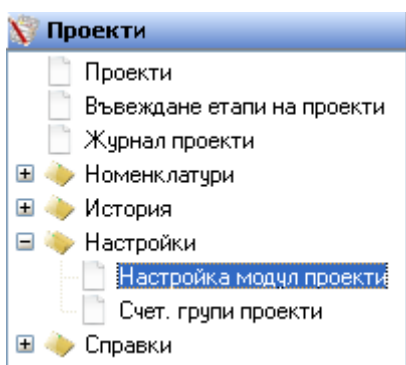 Проекти
Проекти
Въвеждане етапи на проекти
Журнал проекти
Номенклатури
История
Настройки
Настройка модул проекти
Счет. групи проекти
Справки